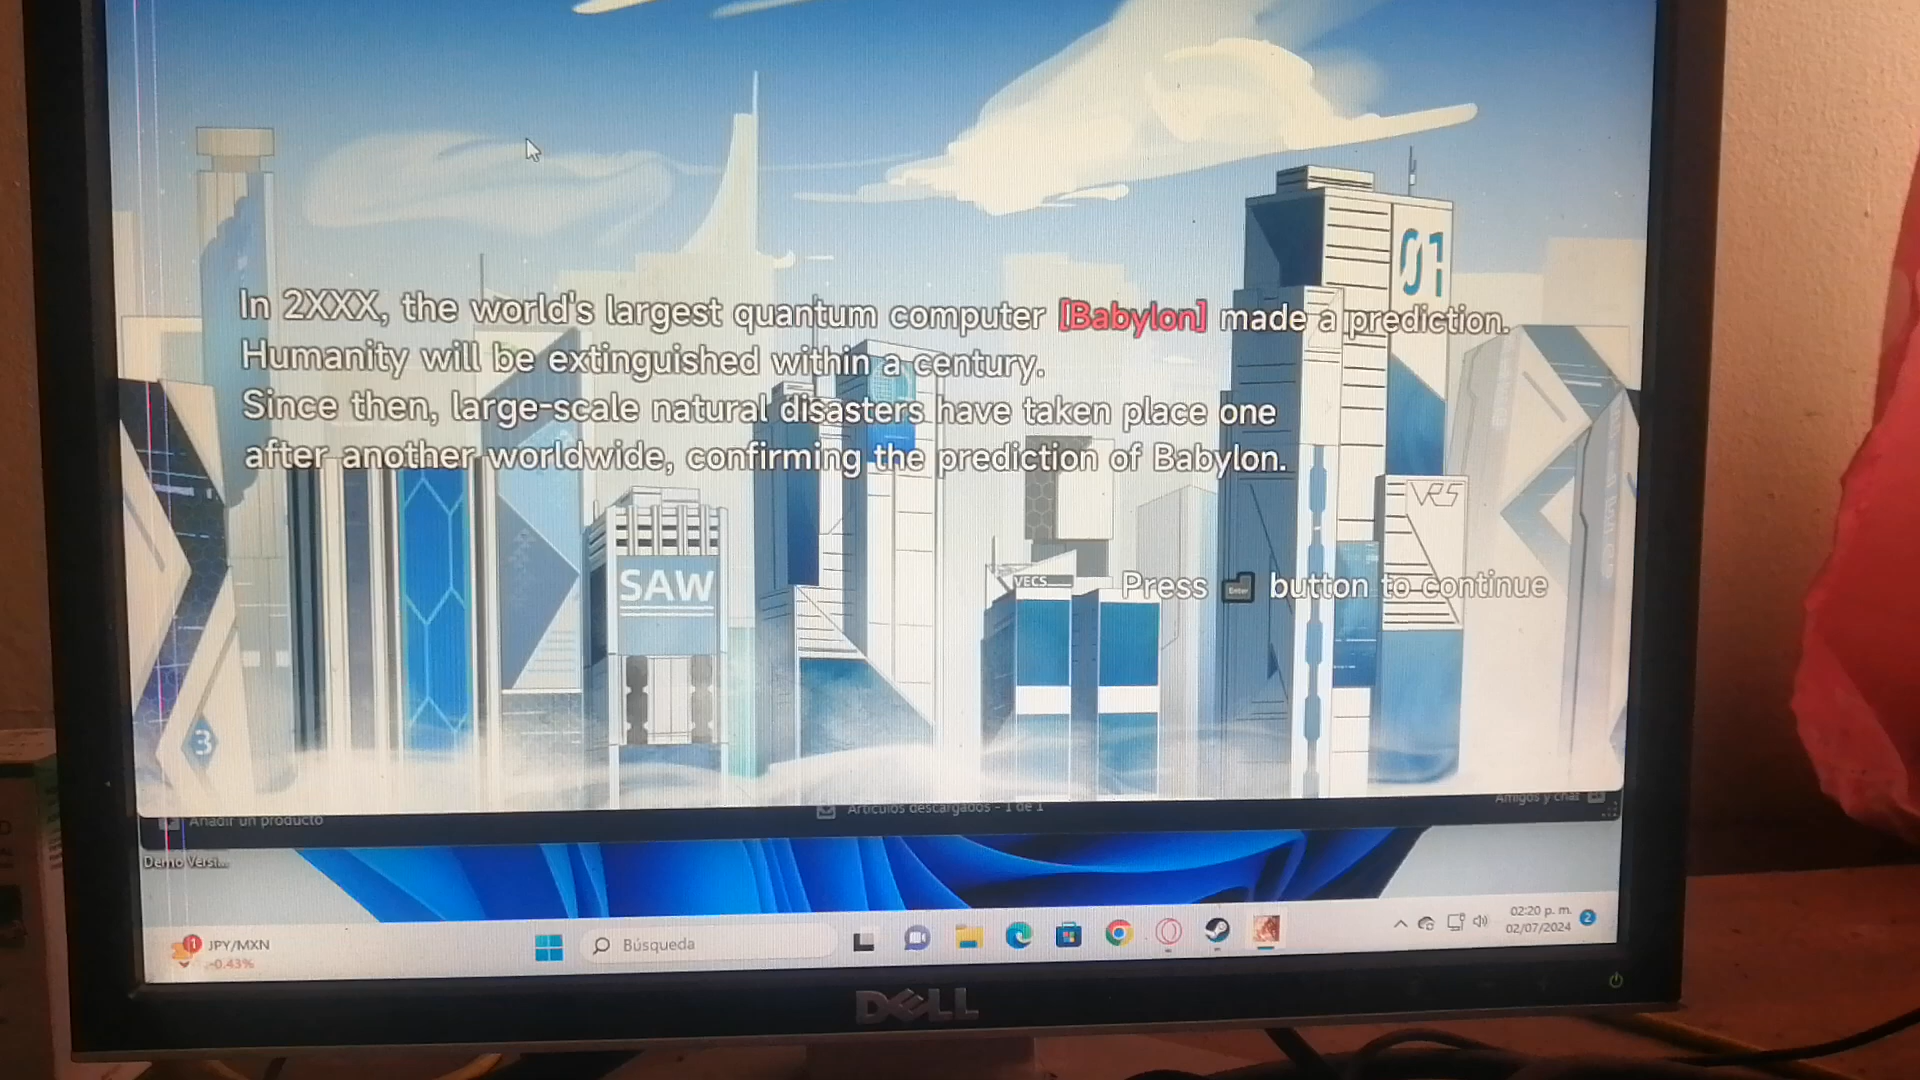 01
In 2XXX, the world's largest quantum computer [Babylon] made a prediction.
Humanity will be extinguished within a century.
Since then, large-scale natural disasters have taken place one
after another worldwide, confirming the prediction of Babylon.
VRS
SAW
VECS
Press Enter button to continue
3
Añadir un producto
Artículos descargados - 1 de 1
Amigos y chat
Demo Versi...
1
JPY/MXN
-0.43%
Búsqueda
02:20 p. m.
02/07/2024
2
DELL